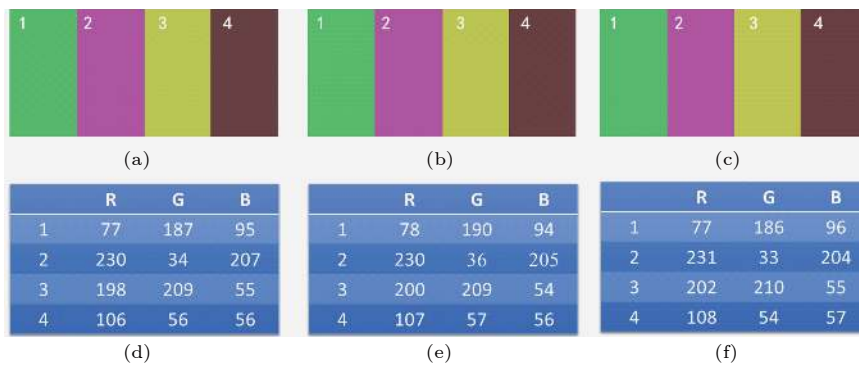 1 2 3 4
1 2 3 4
1 2 3 4
(a)
(b)
(c)
R G B
1 77 187 95
2 230 34 207
3 198 209 55
4 106 56 56
R G B
1 78 190 94
2 230 36 205
3 200 209 54
4 107 57 56
R G B
1 77 186 96
2 231 33 204
3 202 210 55
4 108 54 57
(d)
(e)
(f)